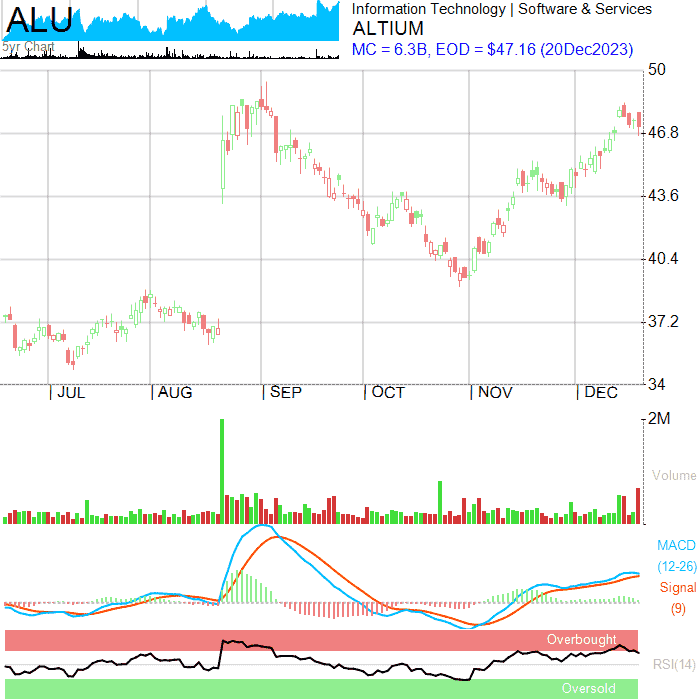 ALU
5yr Chart
Information Technology | Software & Services
ALTIUM
MC = 6.3B, EOD = $47.16 (20Dec2023)
50
46.8
43.6
40.4
37.2
34
JUL AUG SEP OCT NOV DEC
2M
Volume
MACD
(12-26)
Signal
(9)
Overbought
RSI(14)
Oversold